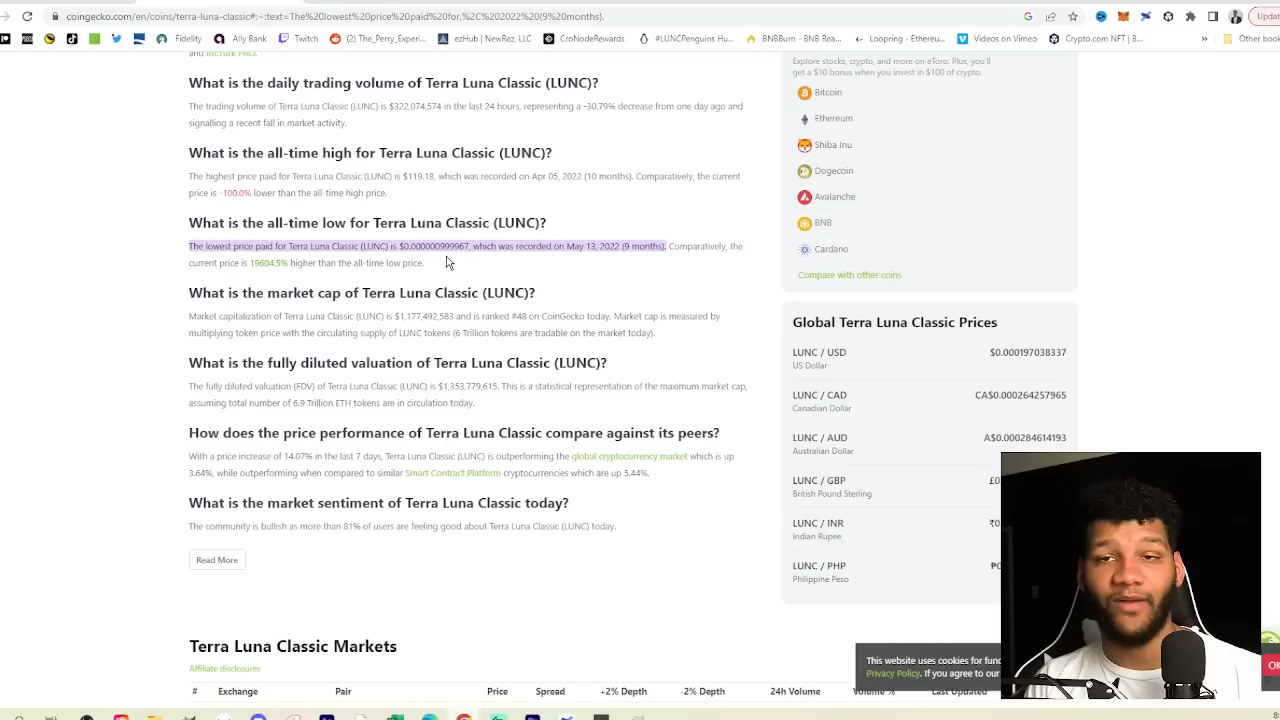 coingecko.com/en/coins/terra-luna-classic#:~:text=The%20lowest%20price%20paid%20for,%2C%202022%20(9%20months).
Updat
Fidelity
Ally Bank
Twitch
(2) The_Perry_Experi...
ezHub | NewRez, LLC
CroNodeRewards
#LUNCPenguins Hu...
BNBBurn - BNB Rea...
Loopring - Ethereu...
Videos on Vimeo
Crypto.com NFT | B...
»
Other book
and BtcTurk PRO.
What is the daily trading volume of Terra Luna Classic (LUNC)?
The trading volume of Terra Luna Classic (LUNC) is $322,074,574 in the last 24 hours, representing a -30.79% decrease from one day ago and
signalling a recent fall in market activity.
What is the all-time high for Terra Luna Classic (LUNC)?
The highest price paid for Terra Luna Classic (LUNC) is $119.18, which was recorded on Apr 05, 2022 (10 months). Comparatively, the current
price is -100.0% lower than the all-time high price.
What is the all-time low for Terra Luna Classic (LUNC)?
The lowest price paid for Terra Luna Classic (LUNC) is $0.000000999967, which was recorded on May 13, 2022 (9 months). Comparatively, the
current price is 19604.5% higher than the all-time low price.
What is the market cap of Terra Luna Classic (LUNC)?
Market capitalization of Terra Luna Classic (LUNC) is $1,177,492,583 and is ranked #48 on CoinGecko today. Market cap is measured by
multiplying token price with the circulating supply of LUNC tokens (6 Trillion tokens are tradable on the market today).
What is the fully diluted valuation of Terra Luna Classic (LUNC)?
The fully diluted valuation (FDV) of Terra Luna Classic (LUNC) is $1,353,779,615. This is a statistical representation of the maximum market cap,
assuming total number of 6.9 Trillion ETH tokens are in circulation today.
How does the price performance of Terra Luna Classic compare against its peers?
With a price increase of 14.07% in the last 7 days, Terra Luna Classic (LUNC) is outperforming the global cryptocurrency market which is up
3.64%, while outperforming when compared to similar Smart Contract Platform cryptocurrencies which are up 5.44%.
What is the market sentiment of Terra Luna Classic today?
The community is bullish as more than 81% of users are feeling good about Terra Luna Classic (LUNC) today.
Read More
Terra Luna Classic Markets
Affiliate disclosures
# Exchange Pair Price Spread +2% Depth -2% Depth 24h Volume Volume % Last Updated
Explore stocks, crypto, and more on eToro. Plus, you'll
get a $10 bonus when you invest in $100 of crypto.
Bitcoin
Ethereum
Shiba Inu
Dogecoin
Avalanche
BNB
Cardano
Compare with other coins
Global Terra Luna Classic Prices
LUNC / USD $0.000197038337
US Dollar
LUNC / CAD CA$0.000264257965
Canadian Dollar
LUNC / AUD A$0.000284614193
Australian Dollar
LUNC / GBP £0
British Pound Sterling
LUNC / INR ₹0
Indian Rupee
LUNC / PHP ₱0
Philippine Peso
This website uses cookies for func
Privacy Policy. If you agree to our
OK